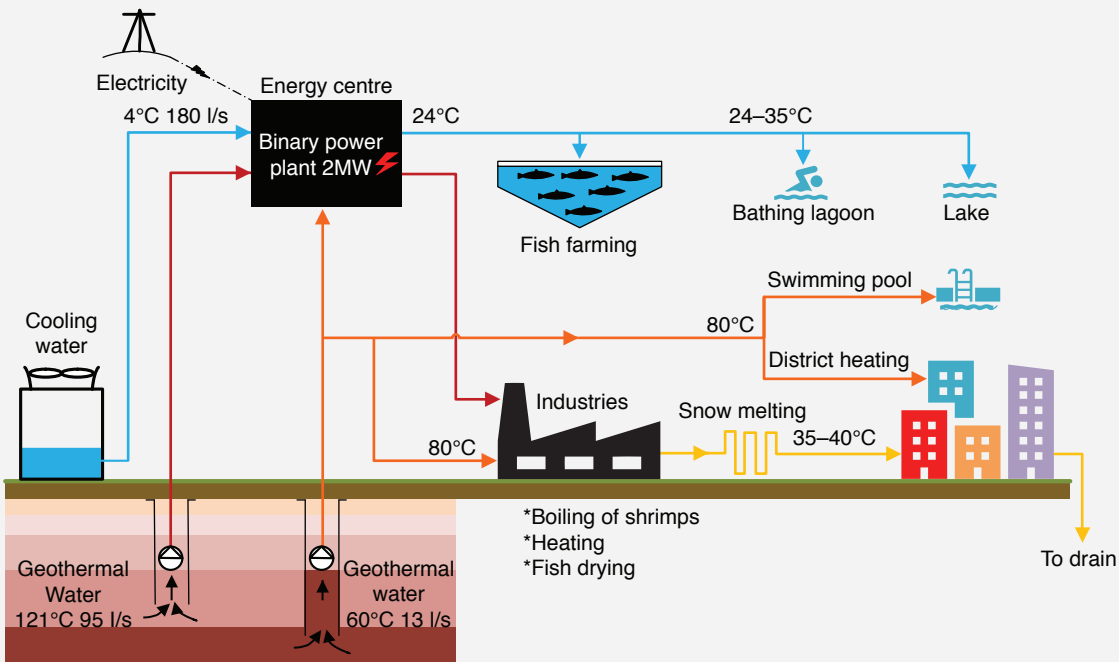 Electricity
Energy centre
4°C 180 l/s
Binary power
plant 2MW
24°C
24–35°C
Fish farming
Bathing lagoon
Lake
Swimming pool
80°C
District heating
Cooling
water
Industries
Snow melting
35–40°C
80°C
*Boiling of shrimps
*Heating
*Fish drying
To drain
Geothermal
Water
121°C 95 l/s
Geothermal
water
60°C 13 l/s